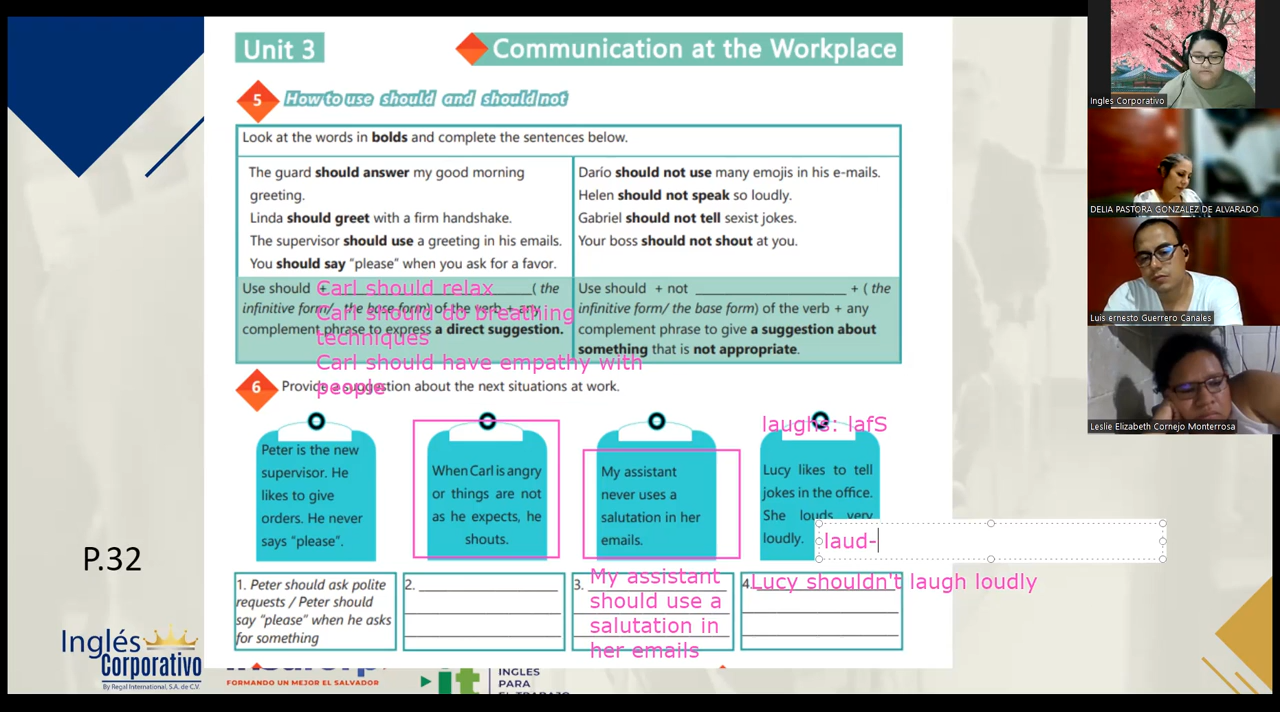 Unit 3
Communication at the Workplace
5
How to use should and should not
Look at the words in bolds and complete the sentences below.
The guard should answer my good morning
greeting.
Linda should greet with a firm handshake.
The supervisor should use a greeting in his emails.
You should say "please" when you ask for a favor.
Darío should not use many emojis in his e-mails.
Helen should not speak so loudly.
Gabriel should not tell sexist jokes.
Your boss should not shout at you.
Use should + ______________________( the
infinitive form/ the base form) of the verb + any
complement phrase to express a direct suggestion.
Carl should relax
Carl should do breathing
techniques
Carl should have empathy with
people
Use should + not ______________________ + ( the
infinitive form/ the base form) of the verb + any
complement phrase to give a suggestion about
something that is not appropriate.
6
Provide a suggestion about the next situations at work.
Peter is the new
supervisor. He
likes to give
orders. He never
says "please".
When Carl is angry
or things are not
as he expects, he
shouts.
My assistant
never uses a
salutation in her
emails.
laughs: lafS
Lucy likes to tell
jokes in the office.
She louds very
loudly.
laud-
1. Peter should ask polite
requests / Peter should
say "please" when he asks
for something
2.
3.
My assistant
should use a
salutation in
her emails
4.
Lucy shouldn't laugh loudly
P.32
Inglés
Corporativo
By Regal International, S.A. de C.V.
FORMANDO UN MEJOR EL SALVADOR
INGLÉS
PARA
Ingles Corporativo
DELIA PASTORA GONZALEZ DE ALVARADO
Luis ernesto Guerrero Canales
Leslie Elizabeth Cornejo Monterrosa